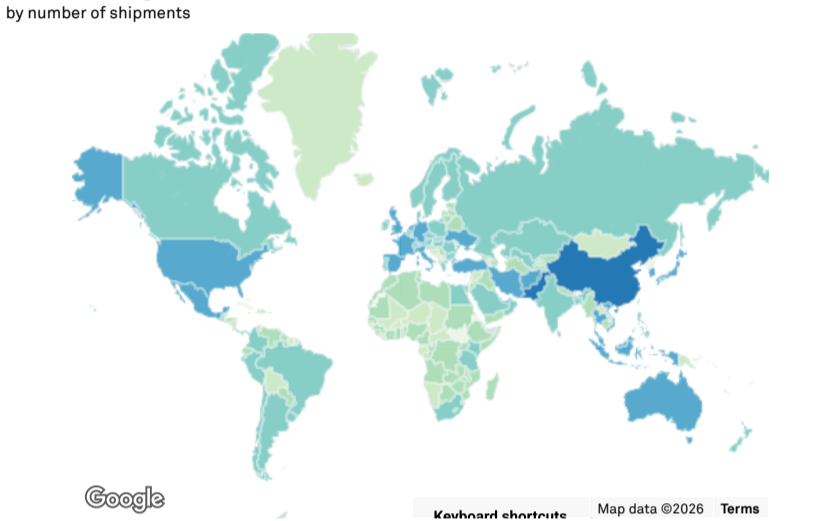 by number of shipments
Google
Keyboard shortcuts
Map data ©2026
Terms